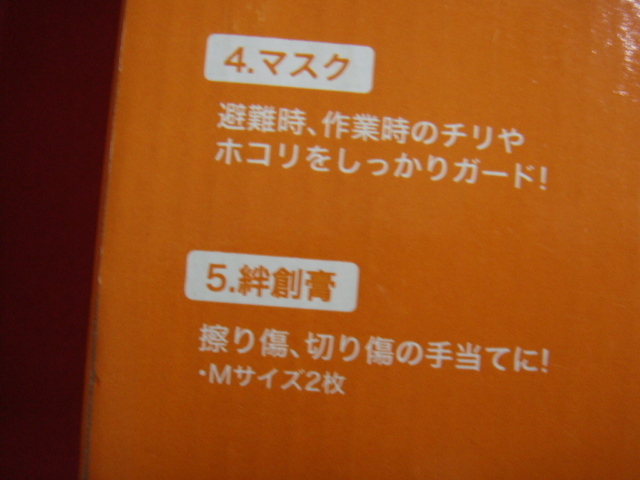 4.マスク
避難時、作業時のチリや
ホコリをしっかりガード!
5.絆創膏
擦り傷、切り傷の手当てに!
・Mサイズ2枚